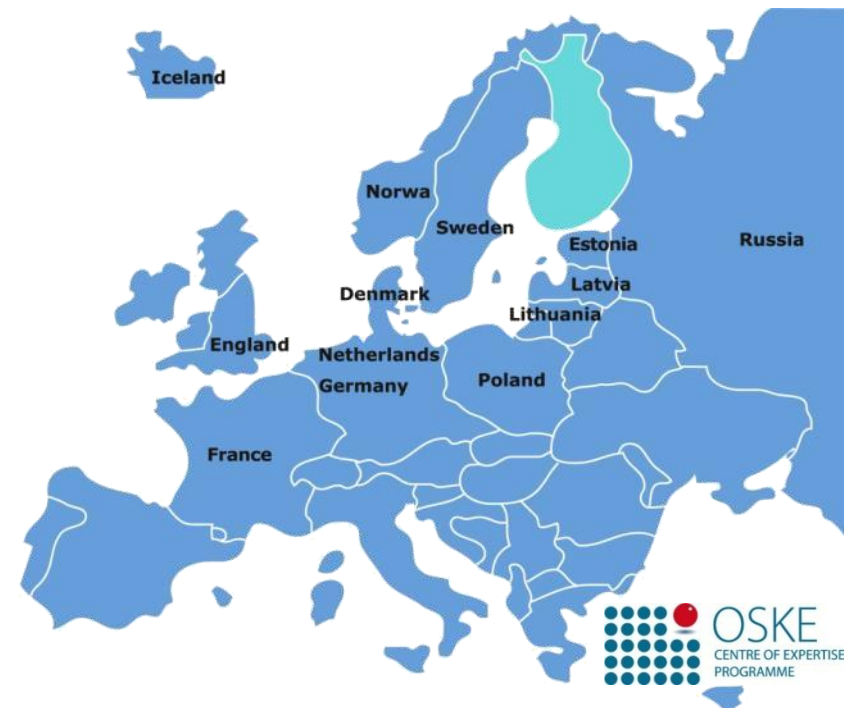 Iceland
Norwa
Sweden
Estonia
Russia
Latvia
Denmark
Lithuania
England
Netherlands
Germany
Poland
France
OSKE
CENTRE OF EXPERTISE
PROGRAMME